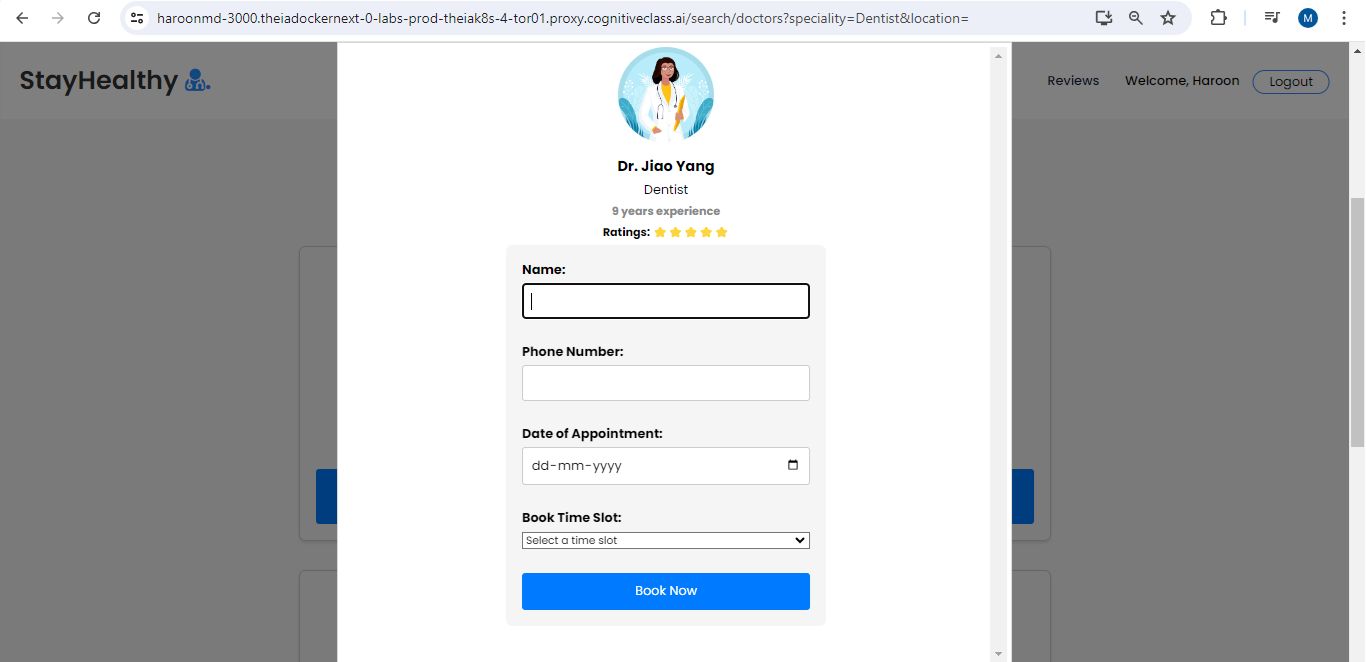 haroonmd-3000.theiadockernext-0-labs-prod-theiak8s-4-tor01.proxy.cognitiveclass.ai/search/doctors?speciality=Dentist&location=
M
StayHealthy
Reviews
Welcome, Haroon
Logout
Dr. Jiao Yang
Dentist
9 years experience
Ratings:
Name:
Phone Number:
Date of Appointment:
dd-mm-yyyy
Book Time Slot:
Select a time slot
Book Now